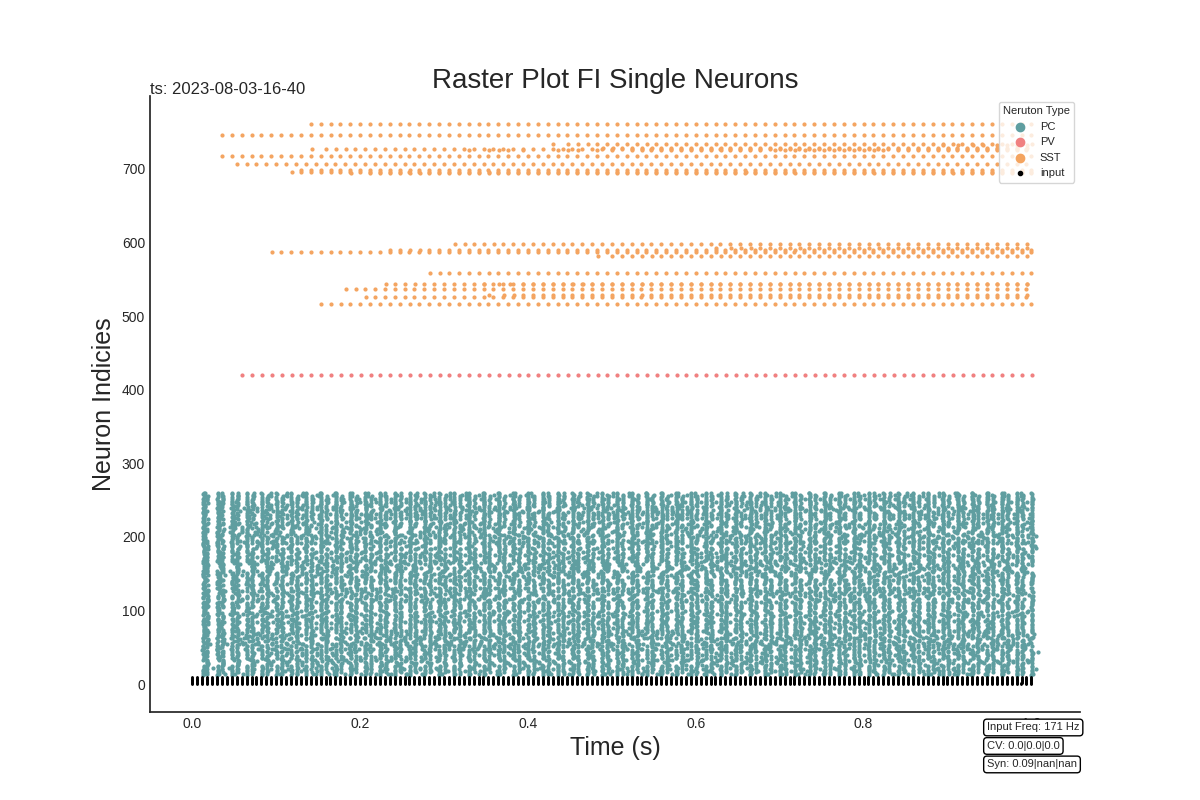 Raster Plot FI Single Neurons
ts: 2023-08-03-16-40
Neruton Type
PC
PV
SST
input
Neuron Indicies
700
600
500
400
300
200
100
0
0.0 0.2 0.4 0.6 0.8
Time (s)
Input Freq: 171 Hz
CV: 0.0|0.0|0.0
Syn: 0.09|nan|nan